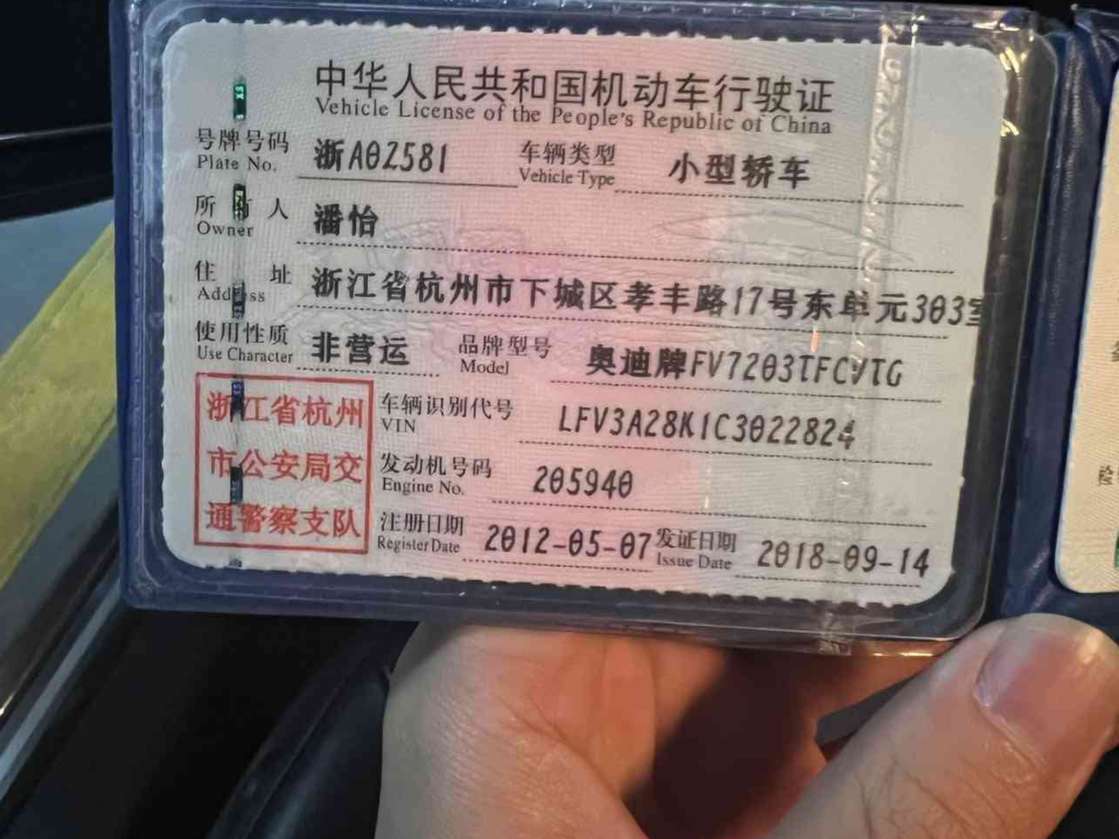 中华人民共和国机动车行驶证
Vehicle License of the People's Republic of China
号牌号码 浙A0Z581 车辆类型 小型轿车
Plate No. Vehicle Type
所有人 潘怡
Owner
住址 浙江省杭州市下城区孝丰路17号东单元303室
Address
使用性质 非营运 品牌型号 奥迪牌FV7203TFCVTG
Use Character Model
浙江省杭州 车辆识别代号 LFV3A28K1C3022824
VIN
市公安局交 发动机号码 205940
Engine No.
通警察支队 注册日期 2012-05-07 发证日期 2018-09-14
Register Date Issue Date